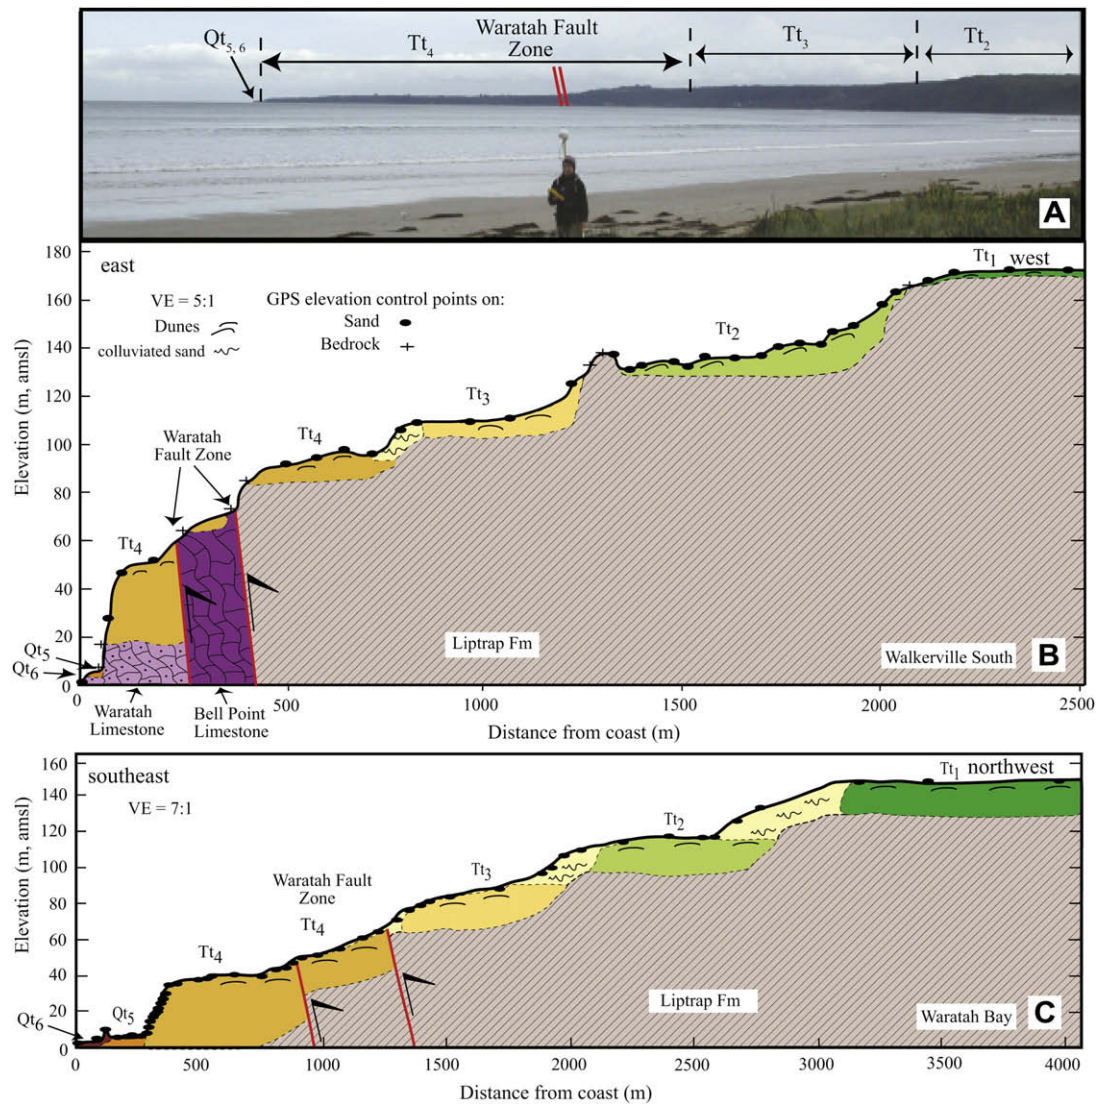 Qt5, 6
Tt4
Waratah Fault
Zone
Tt3
Tt2
A
180
160
140
120
100
80
60
40
20
0
Elevation (m, amsl)
east
VE = 5:1
Dunes
colluviated sand
GPS elevation control points on:
Sand
Bedrock
Tt1 west
Tt2
Tt3
Tt4
Waratah
Fault Zone
Tt4
Qt5
Qt6
Liptrap Fm
Walkerville South
B
0
500
1000
1500
2000
2500
Waratah
Limestone
Bell Point
Limestone
Distance from coast (m)
160
140
120
100
80
60
40
20
0
Elevation (m, amsl)
southeast
VE = 7:1
Tt1 northwest
Tt2
Tt3
Waratah Fault
Zone
Tt4
Tt4
Qt5
Qt6
Liptrap Fm
Waratah Bay
C
0
500
1000
1500
2000
2500
3000
3500
4000
Distance from coast (m)